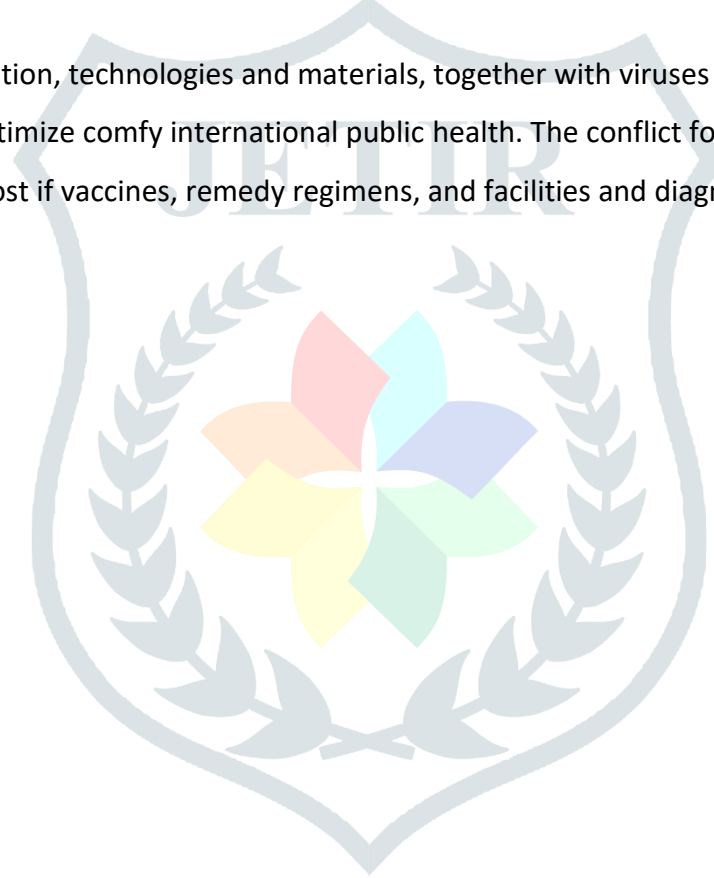 tion, technologies and materials, together with viruses
timize comfy international public health. The conflict fo
ost if vaccines, remedy regimens, and facilities and diagn
JETIR